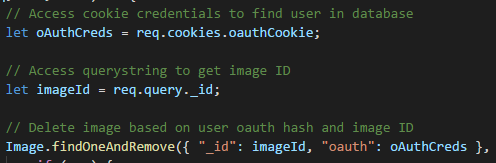 // Access cookie credentials to find user in database
let oAuthCreds = req.cookies.oauthCookie;
// Access querystring to get image ID
let imageId = req.query._id;
// Delete image based on user oauth hash and image ID
Image.findOneAndRemove({ "_id": imageId, "oauth": oAuthCreds },